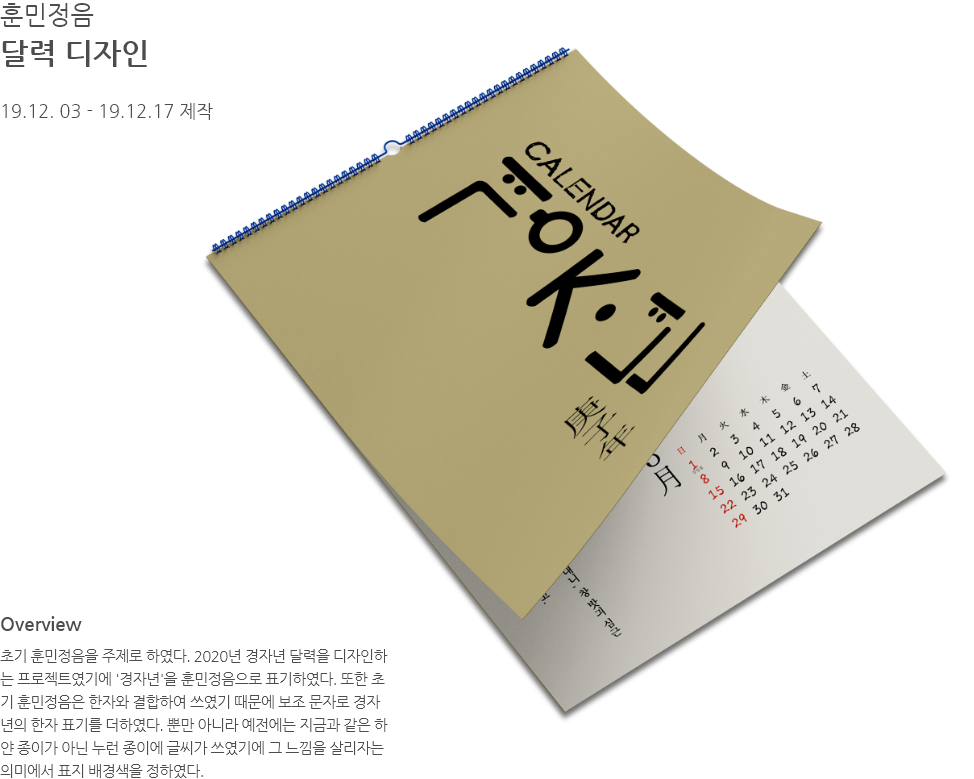 훈민정음
달력 디자인
19.12. 03 - 19.12.17 제작
CALENDAR
庚子年
月
日 月 火 水 木 金 土
1 2 3 4 5 6 7
8 9 10 11 12 13 14
15 16 17 18 19 20 21
22 23 24 25 26 27 28
29 30 31
Overview
초기 훈민정음을 주제로 하였다. 2020년 경자년 달력을 디자인하
는 프로젝트였기에 '경자년'을 훈민정음으로 표기하였다. 또한 초
기 훈민정음은 한자와 결합하여 쓰였기 때문에 보조 문자로 경자
년의 한자 표기를 더하였다. 뿐만 아니라 예전에는 지금과 같은 하
얀 종이가 아닌 누런 종이에 글씨가 쓰였기에 그 느낌을 살리자는
의미에서 표지 배경색을 정하였다.